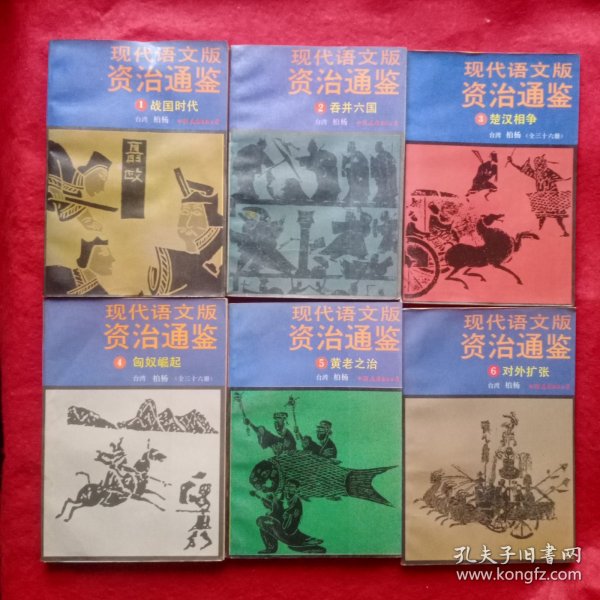 现代语文版
资治通鉴
1 战国时代
台湾 柏杨
聂政
现代语文版
资治通鉴
2 吞并六国
台湾 柏杨
现代语文版
资治通鉴
3 楚汉相争
台湾 柏杨 （全三十六册）
现代语文版
资治通鉴
4 匈奴崛起
台湾 柏杨 （全三十六册）
现代语文版
资治通鉴
5 黄老之治
台湾 柏杨
现代语文版
资治通鉴
6 对外扩张
台湾 柏杨
孔夫子旧书网
www.kongfz.com